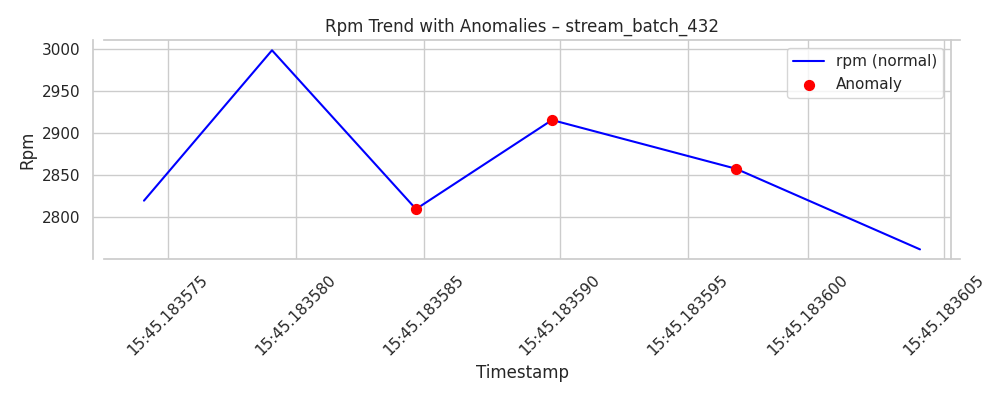 Rpm Trend with Anomalies – stream_batch_432
rpm (normal)
Anomaly
Rpm
3000
2950
2900
2850
2800
15:45.183575
15:45.183580
15:45.183585
15:45.183590
15:45.183595
15:45.183600
15:45.183605
Timestamp